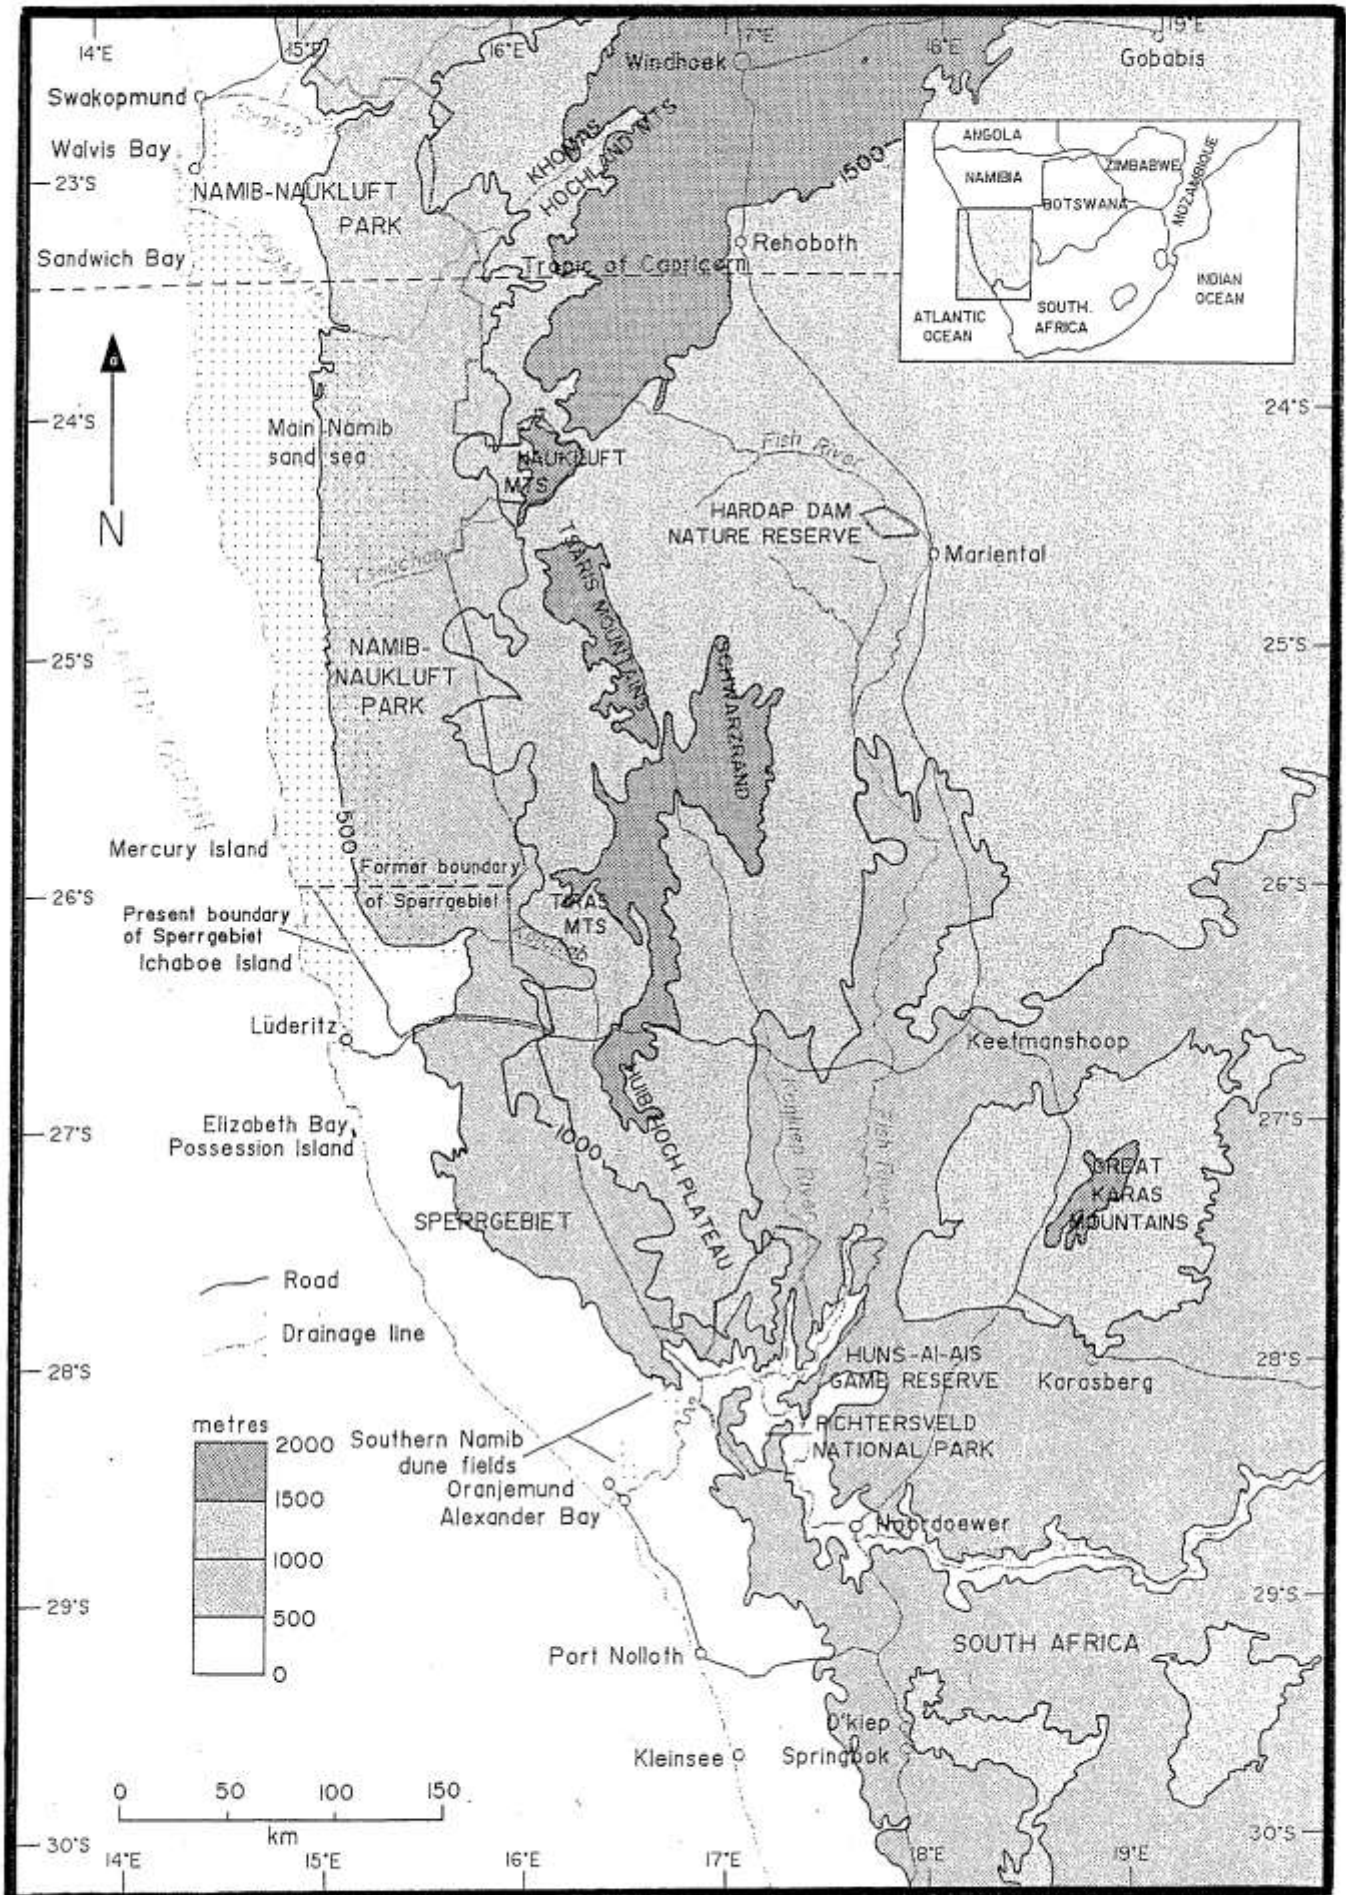 14°E
15°E
16°E
17°E
19°E
Windhoek
Gobabis
Swakopmund
Walvis Bay
23°S
NAMIB-NAUKLUFT
PARK
KHOMAS
HOCHLAND MTS
1500
ANGOLA
NAMIBIA
ZIMBABWE
BOTSWANA
MOZAMBIQUE
INDIAN
OCEAN
SOUTH
AFRICA
ATLANTIC
OCEAN
Rehoboth
Sandwich Bay
Tropic of Capricorn
N
24°S
24°S
Main Namib
sand sea
NAUKLUFT
MTS
Fish River
HARDAP DAM
NATURE RESERVE
Mariental
TSARIS MOUNTAINS
25°S
25°S
NAMIB-
NAUKLUFT
PARK
SCHWARZRAND
500
Mercury Island
Former boundary
of Sperrgebiet
26°S
26°S
Present boundary
of Sperrgebiet
TIRAS
MTS
Ichaboe Island
Lüderitz
Keetmanshoop
HUIB HOCH PLATEAU
Fish River
Elizabeth Bay
Possession Island
27°S
27°S
1000
GREAT
KARAS
MOUNTAINS
SPERRGEBIET
Road
Drainage line
28°S
28°S
HUNS-AI-AIS
GAME RESERVE
Karasberg
metres
2000
1500
1000
500
0
Southern Namib
dune fields
RICHTERSVELD
NATIONAL PARK
Oranjemund
Alexander Bay
Noordoewer
29°S
29°S
SOUTH AFRICA
Port Nolloth
O'kiep
Kleinsee
Springbok
0 50 100 150
km
30°S
30°S
14°E
15°E
16°E
17°E
18°E
19°E